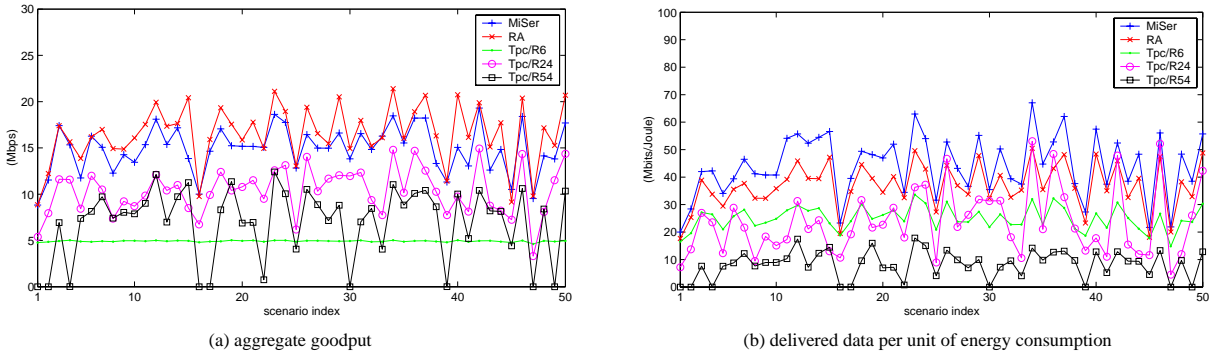 25
30
20
(Mbps)
15
10
5
0
1
10
20
30
40
50
scenario index
MiSer
RA
Tpc/R6
Tpc/R24
Tpc/R54
(a) aggregate goodput
100
90
80
70
60
(Mbits/Joule)
50
40
30
20
10
0
1
10
20
30
40
50
scenario index
MiSer
RA
Tpc/R6
Tpc/R24
Tpc/R54
(b) delivered data per unit of energy consumption